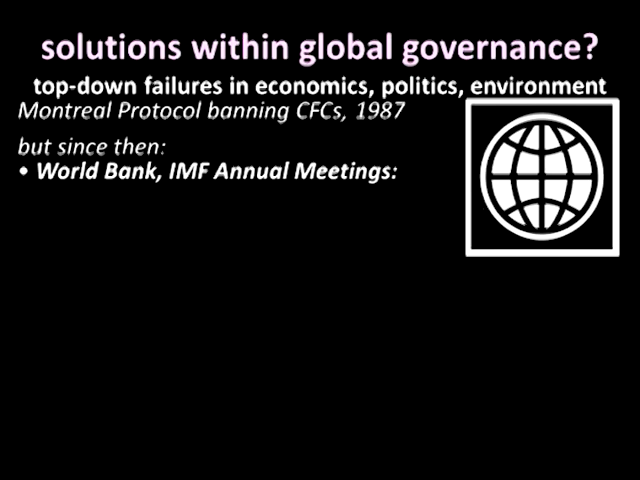 solutions within global governance?
top-down failures in economics, politics, environment
Montreal Protocol banning CFCs, 1987
but since then:
• World Bank, IMF Annual Meetings: